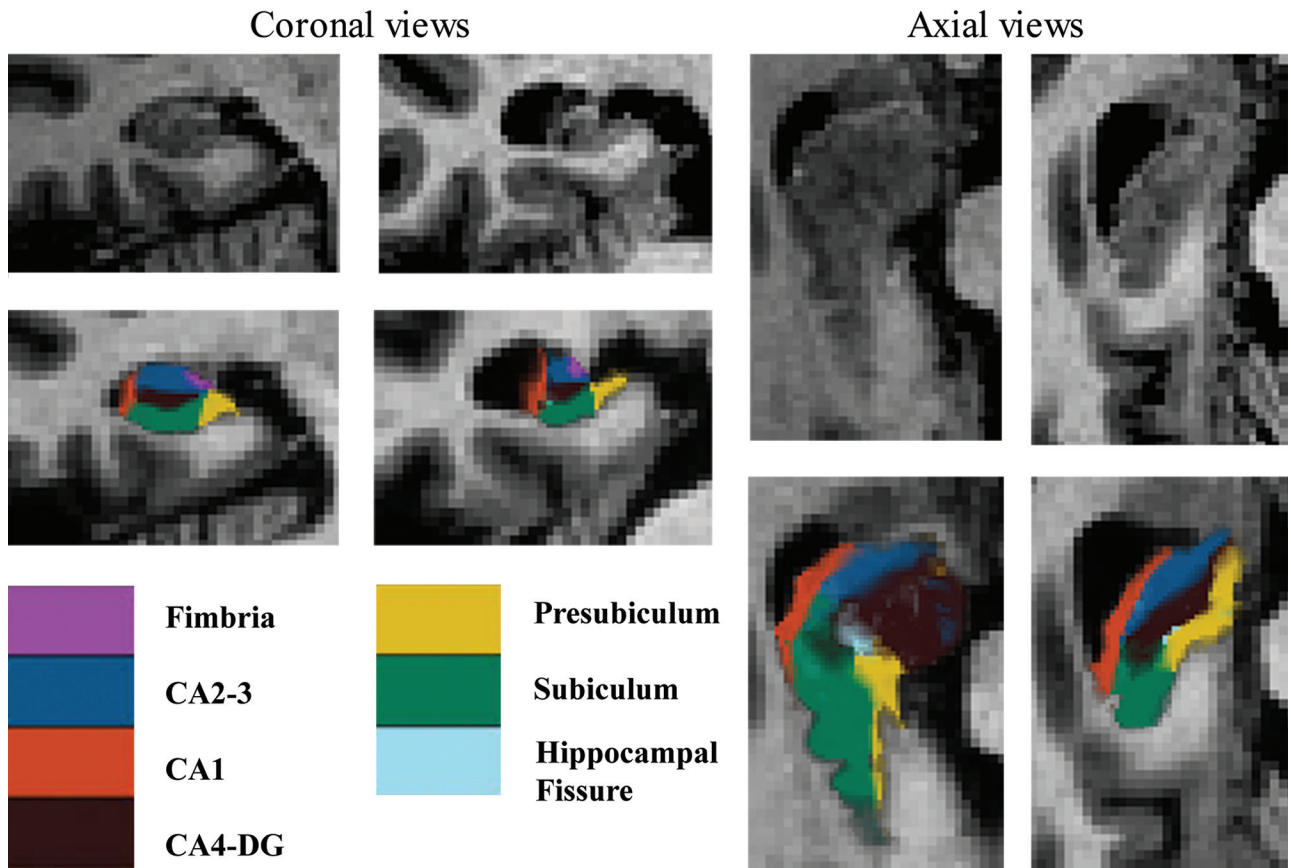 Coronal views
Axial views
Fimbria
CA2-3
CA1
CA4-DG
Presubiculum
Subiculum
Hippocampal
Fissure